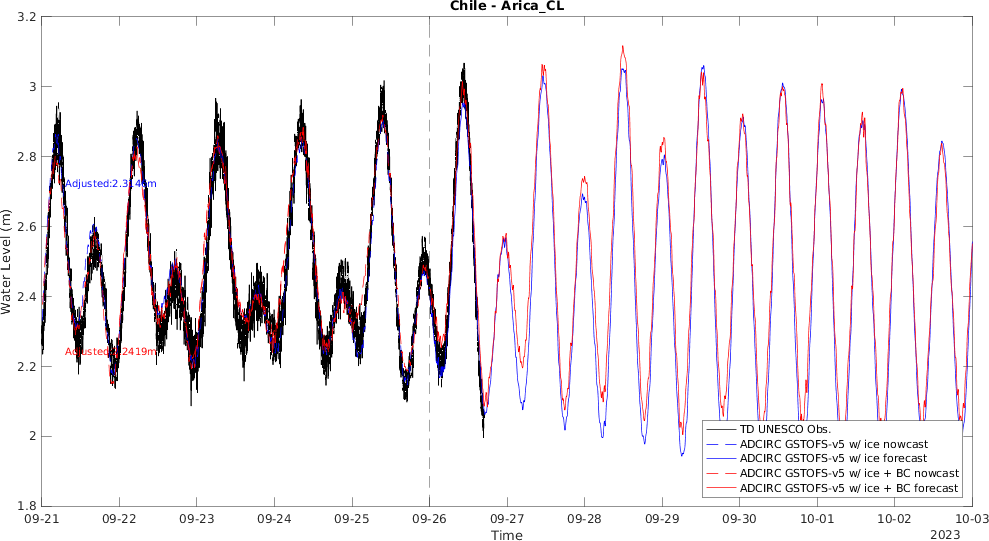 Chile - Arica_CL
3.2
3
2.8
2.6
2.4
2.2
2
1.8
Water Level (m)
Adjusted:2.3140m
Adjusted:2.2419m
TD UNESCO Obs.
ADCIRC GSTOFS-v5 w/ ice nowcast
ADCIRC GSTOFS-v5 w/ ice forecast
ADCIRC GSTOFS-v5 w/ ice + BC nowcast
ADCIRC GSTOFS-v5 w/ ice + BC forecast
09-21 09-22 09-23 09-24 09-25 09-26 09-27 09-28 09-29 09-30 10-01 10-02 10-03
Time
2023